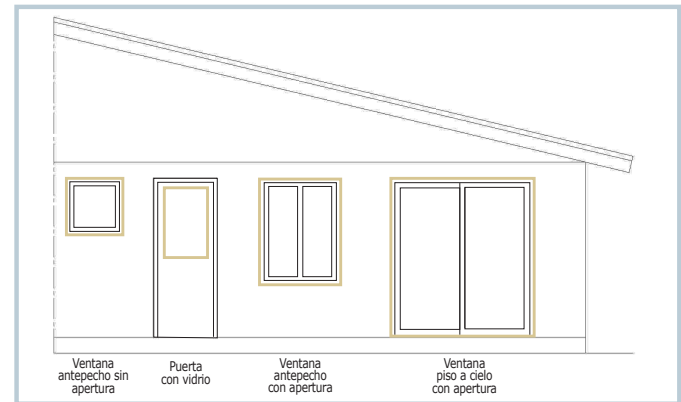 Ventana
antepecho sin
apertura
Puerta
con vidrio
Ventana
antepecho
con apertura
Ventana
piso a cielo
con apertura